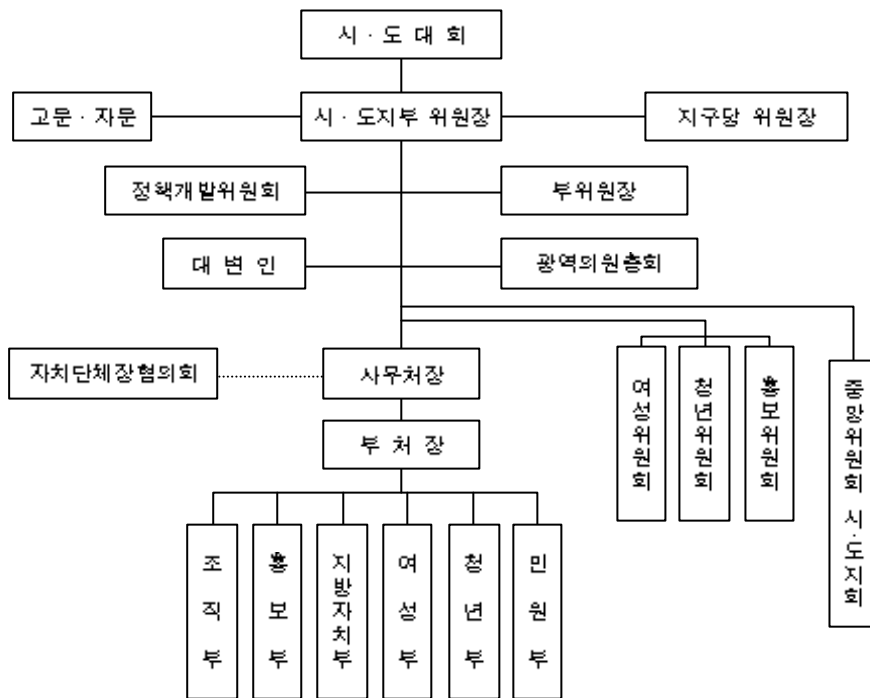 시 · 도 대 회
고문 · 자문
시 · 도지부 위원장
지구당 위원장
정책개발위원회
부위원장
대 변 인
광역의원총회
자치단체장협의회
사무처장
여성위원회
청년위원회
홍보위원회
중앙위원회 시·도지회
부 처 장
조 직 부
홍 보 부
지방자치부
여 성 부
청 년 부
민 원 부